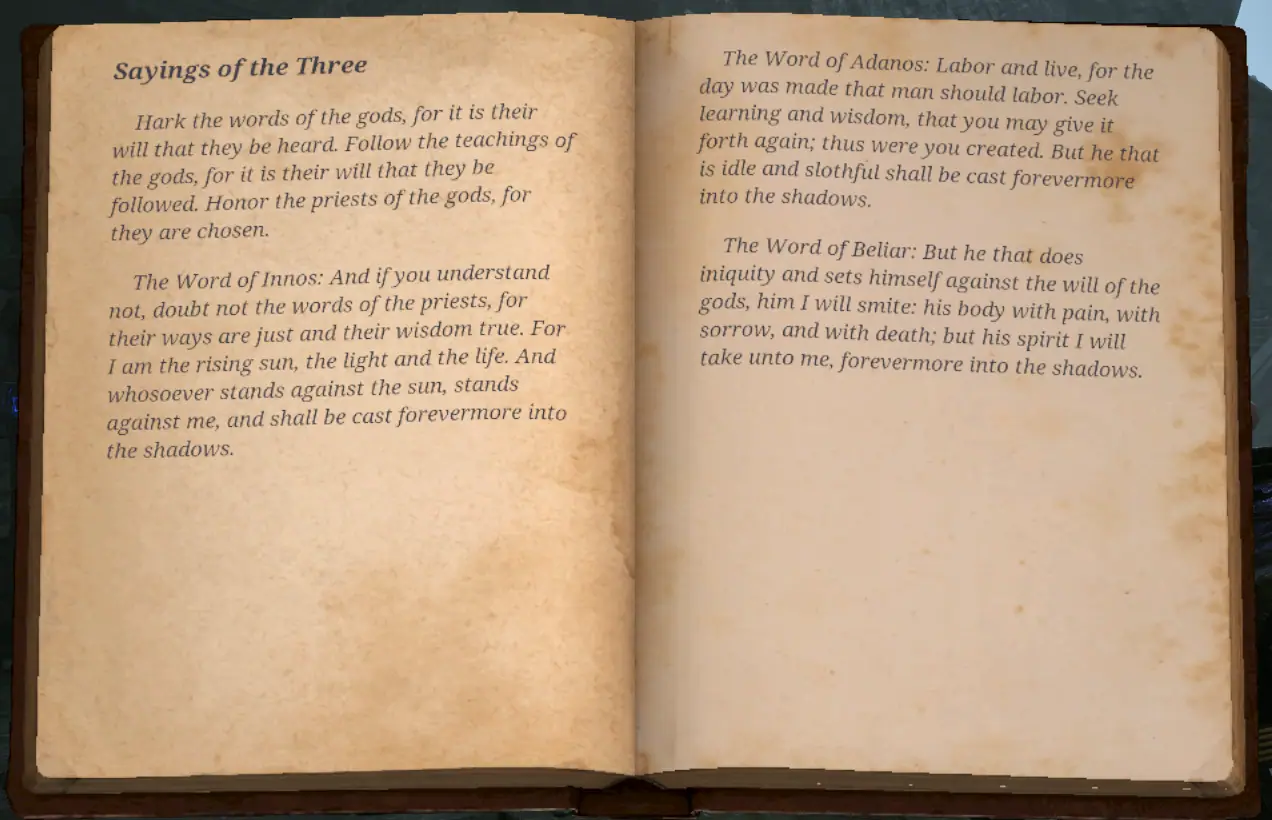 Sayings of the Three
Hark the words of the gods, for it is their
will that they be heard. Follow the teachings of
the gods, for it is their will that they be
followed. Honor the priests of the gods, for
they are chosen.
The Word of Innos: And if you understand
not, doubt not the words of the priests, for
their ways are just and their wisdom true. For
I am the rising sun, the light and the life. And
whosoever stands against the sun, stands
against me, and shall be cast forevermore into
the shadows.
The Word of Adanos: Labor and live, for the
day was made that man should labor. Seek
learning and wisdom, that you may give it
forth again; thus were you created. But he that
is idle and slothful shall be cast forevermore
into the shadows.
The Word of Beliar: But he that does
iniquity and sets himself against the will of the
gods, him I will smite: his body with pain, with
sorrow, and with death; but his spirit I will
take unto me, forevermore into the shadows.